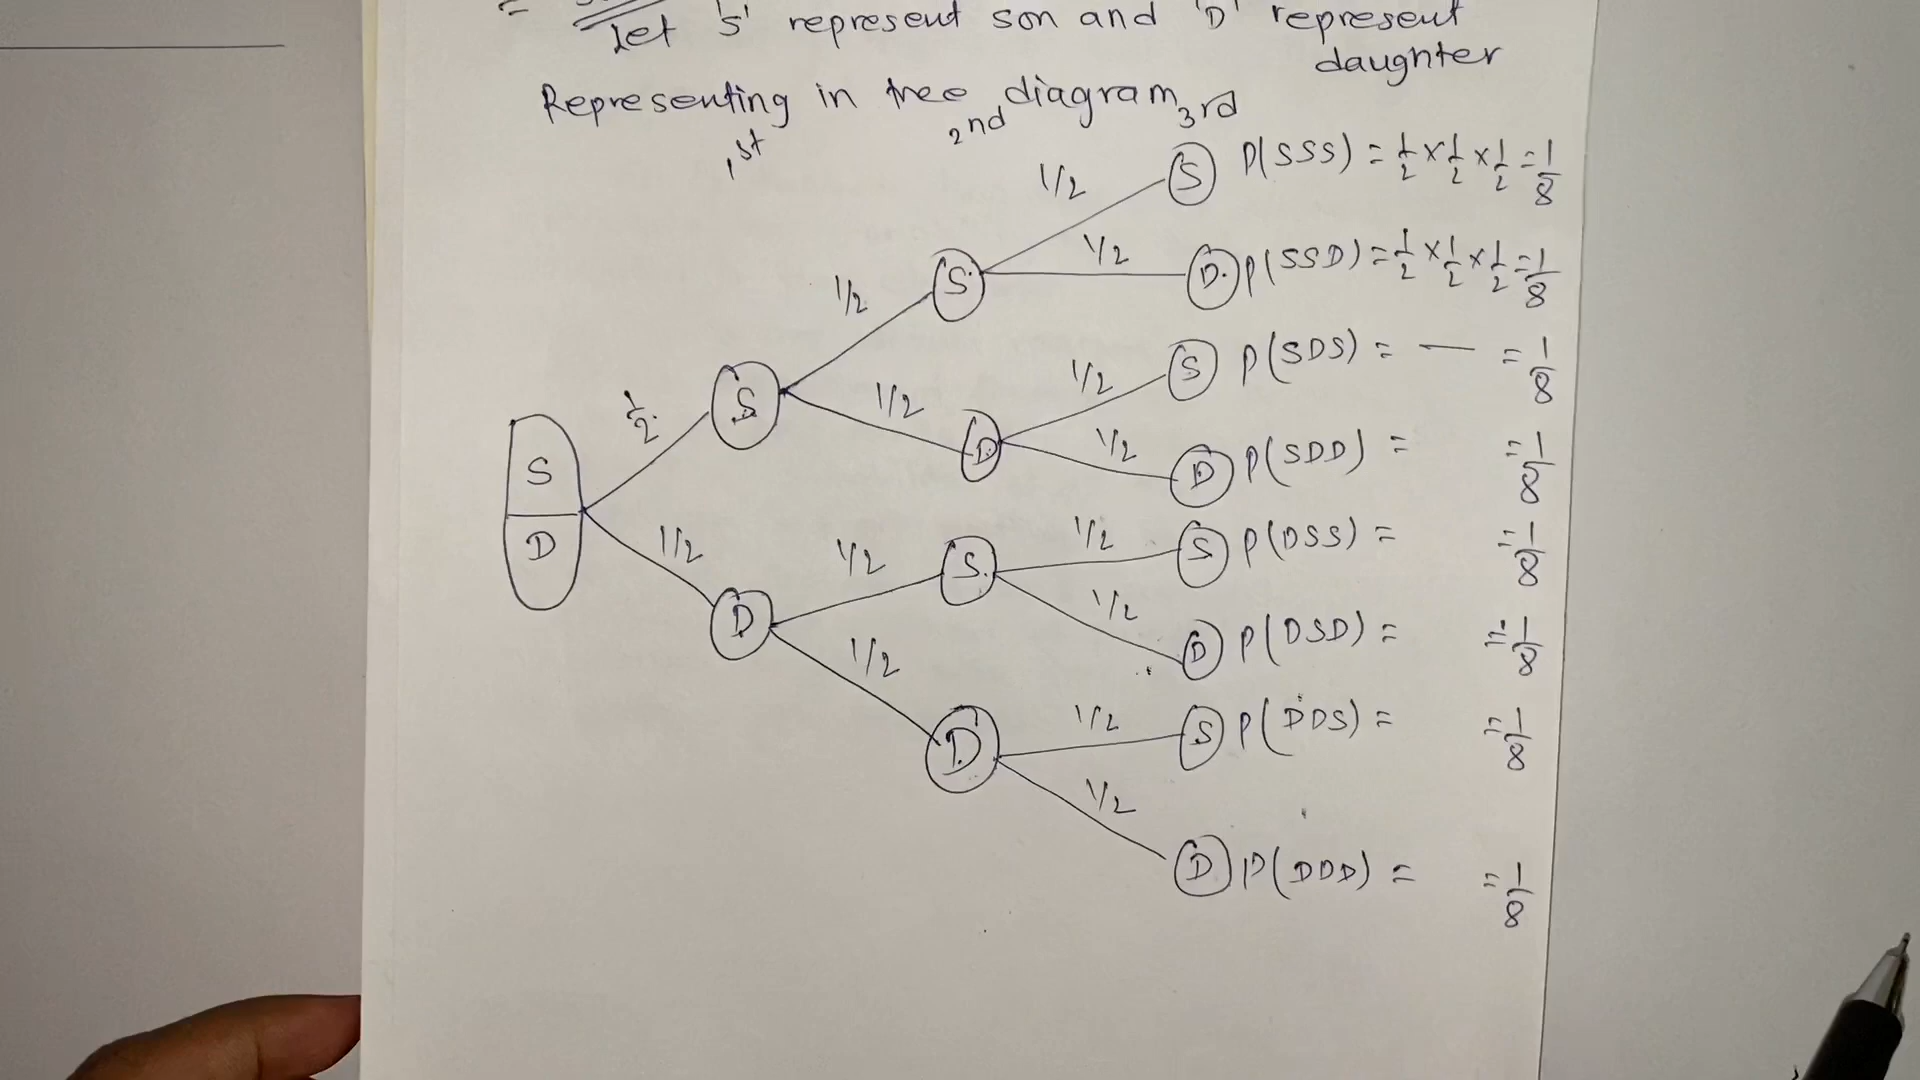 Let 'S' represent son and 'D' represent
daughter
Representing in tree diagram,
1st 2nd 3rd
1/2 S P(SSS) = 1/2 × 1/2 × 1/2 = 1/8
1/2 S 1/2 D P(SSD) = 1/2 × 1/2 × 1/2 = 1/8
1/2 S 1/2 S P(SDS) = — = 1/8
1/2 D 1/2 D P(SDD) = = 1/8
S
D
1/2 S P(DSS) = = 1/8
1/2 D 1/2 S 1/2 D P(DSD) = = 1/8
1/2 D 1/2 S P(DDS) = = 1/8
1/2 D P(DDD) = = 1/8